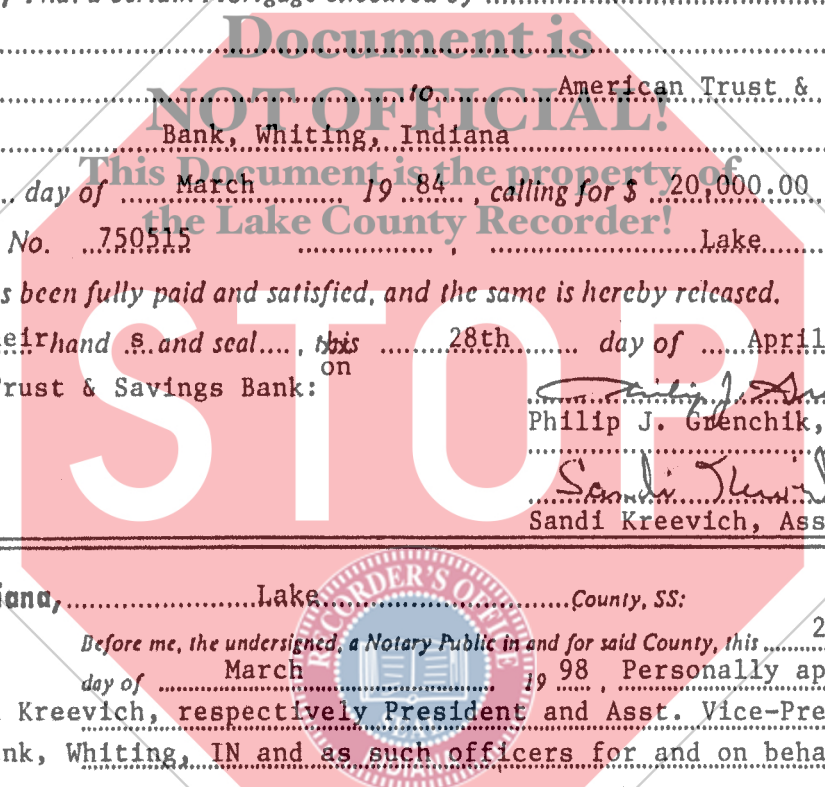 Document is
NOT OFFICIAL!
This Document is the property of
the Lake County Recorder!
STOP
to American Trust &
Bank, Whiting, Indiana
day of March 19 84, calling for $ 20,000.00
No. 750515 , Lake
s been fully paid and satisfied, and the same is hereby released.
eir hand s and seal...., this 28th day of April
on
rust & Savings Bank:
Philip J. Grenchik,
Sandi Kreevich, Ass
iana, Lake County, SS:
Before me, the undersigned, a Notary Public in and for said County, this 2
day of March 19 98, Personally ap
Kreevich, respectively President and Asst. Vice-Pre
nk, Whiting, IN and as such officers for and on beha
RECORDER'S OFFICE
SEAL
INDIANA